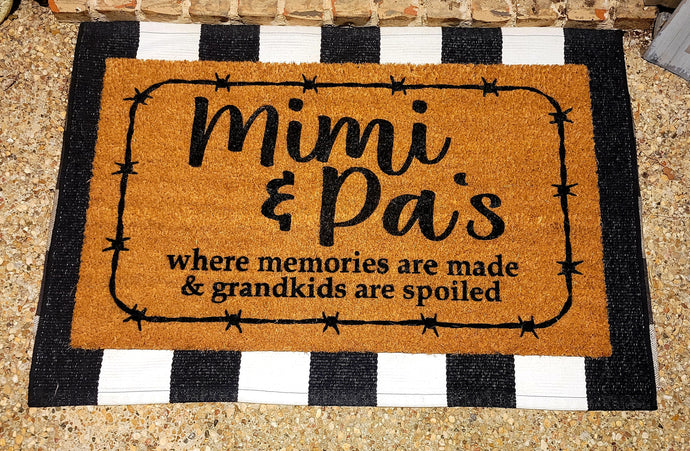 Mimi
& Pa's
where memories are made
& grandkids are spoiled